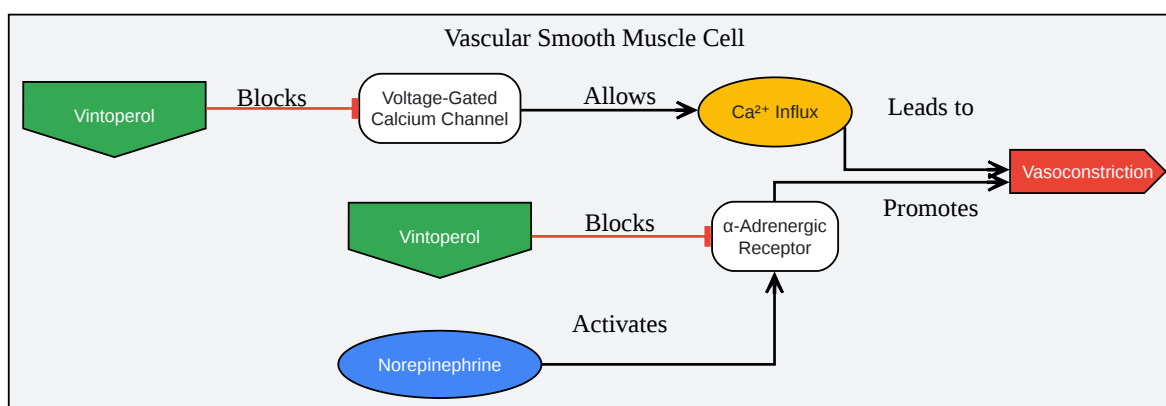 Vascular Smooth Muscle Cell
Vintoperol
Blocks
Voltage-Gated
Calcium Channel
Allows
Ca²⁺ Influx
Leads to
Vasoconstriction
Vintoperol
Blocks
α-Adrenergic
Receptor
Promotes
Activates
Norepinephrine